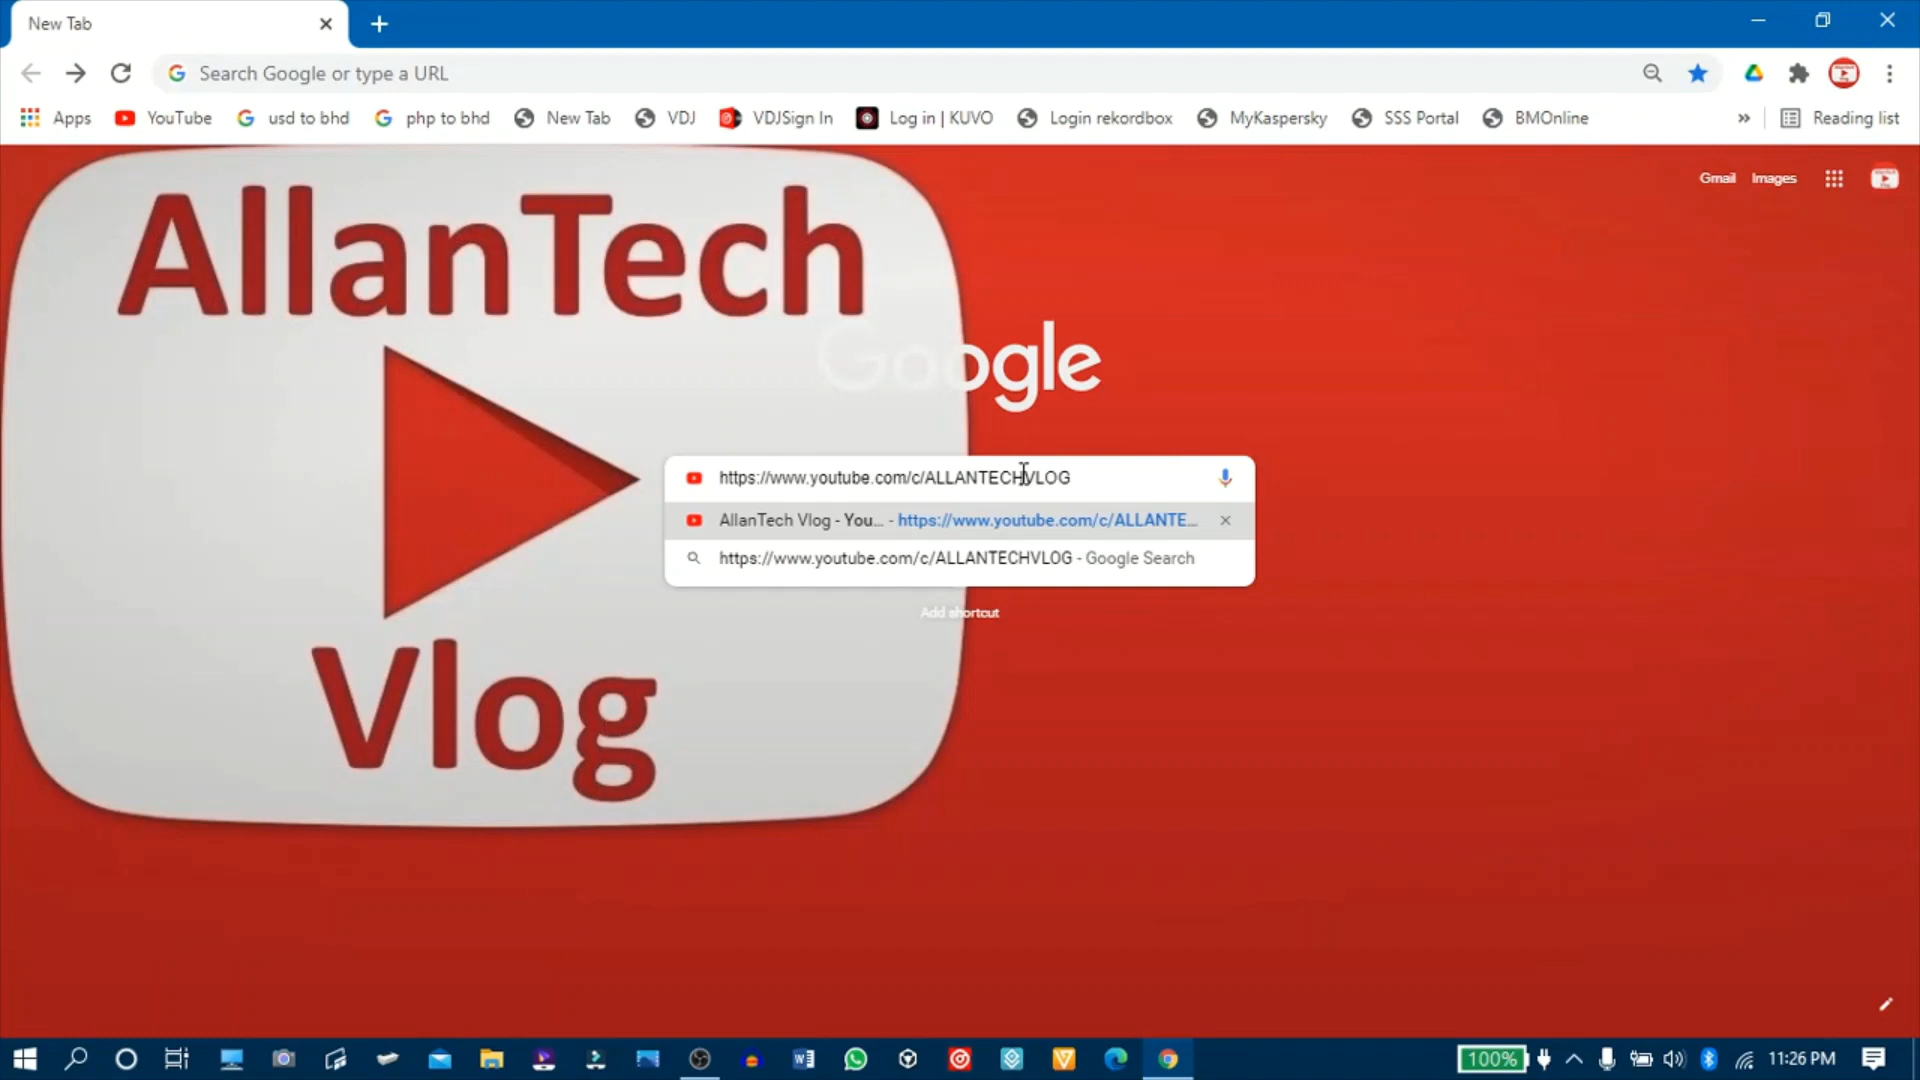 New Tab
Search Google or type a URL
Apps YouTube usd to bhd php to bhd New Tab VDJ VDJSign In Log in | KUVO Login rekordbox MyKaspersky SSS Portal BMOnline » Reading list
Gmail Images
AllanTech
Google
https://www.youtube.com/c/ALLANTECHVLOG
AllanTech Vlog - You... - https://www.youtube.com/c/ALLANTE...
https://www.youtube.com/c/ALLANTECHVLOG - Google Search
Add shortcut
Vlog
100% 11:26 PM